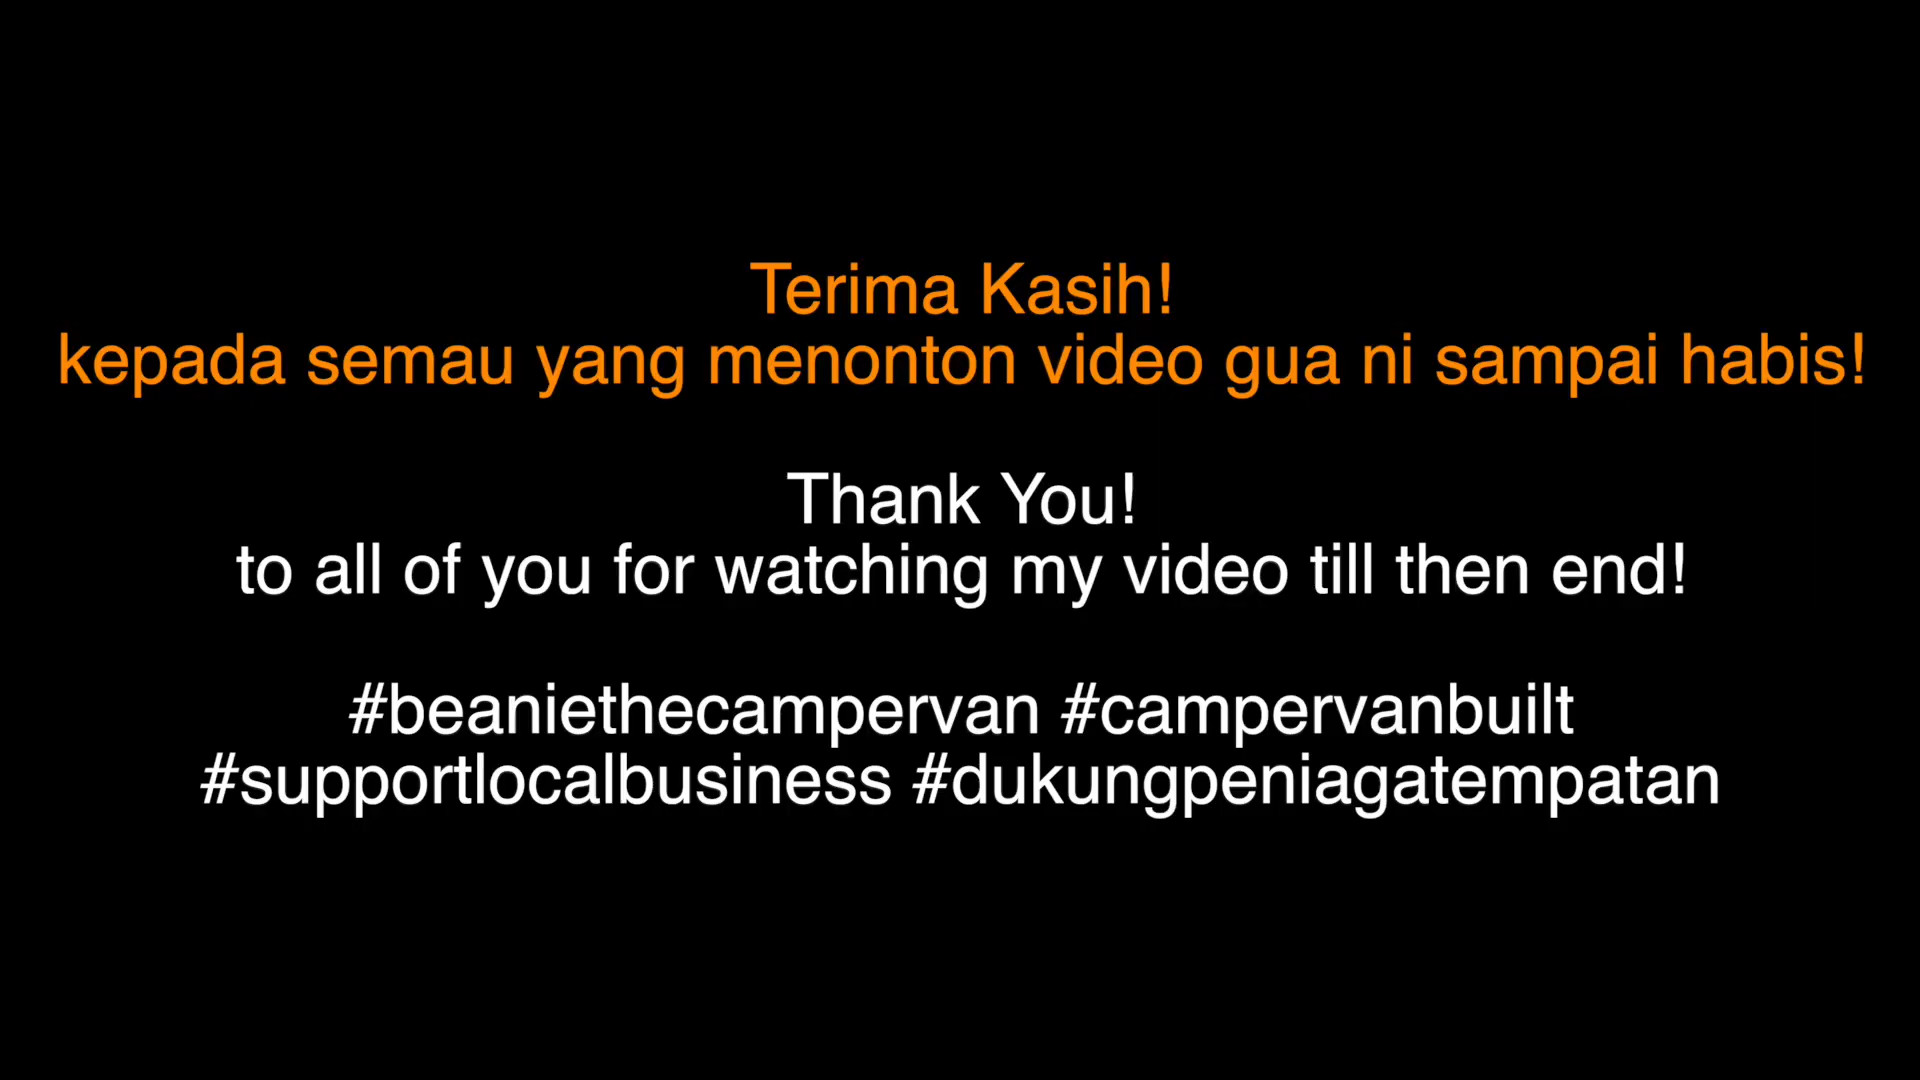 Terima Kasih!
kepada semau yang menonton video gua ni sampai habis!
Thank You!
to all of you for watching my video till then end!
#beaniethecampervan #campervanbuilt
#supportlocalbusiness #dukungpeniagatempatan